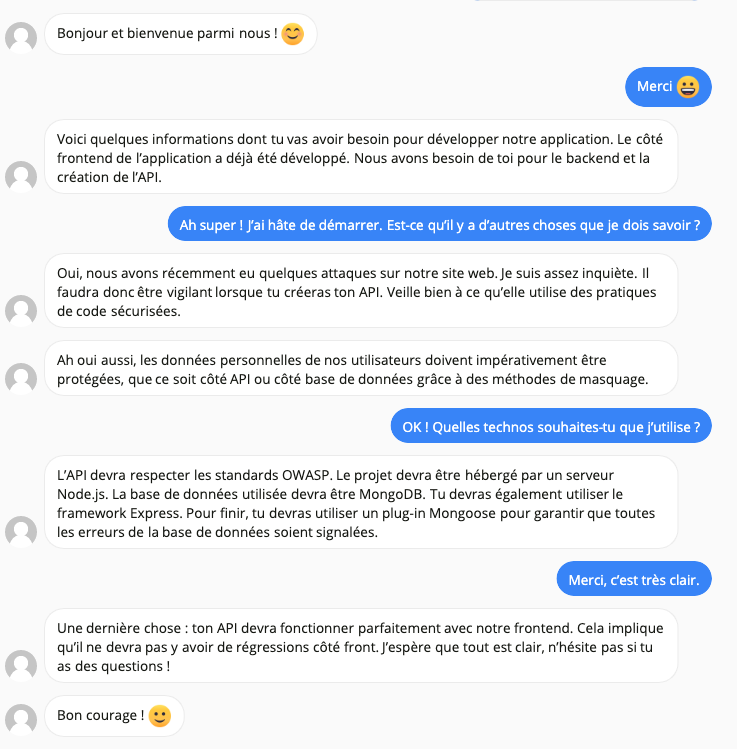 Bonjour et bienvenue parmi nous ! 😊
Merci 😀
Voici quelques informations dont tu vas avoir besoin pour développer notre application. Le côté
frontend de l’application a déjà été développé. Nous avons besoin de toi pour le backend et la
création de l’API.
Ah super ! J’ai hâte de démarrer. Est-ce qu’il y a d’autres choses que je dois savoir ?
Oui, nous avons récemment eu quelques attaques sur notre site web. Je suis assez inquiète. Il
faudra donc être vigilant lorsque tu créeras ton API. Veille bien à ce qu’elle utilise des pratiques
de code sécurisées.
Ah oui aussi, les données personnelles de nos utilisateurs doivent impérativement être
protégées, que ce soit côté API ou côté base de données grâce à des méthodes de masquage.
OK ! Quelles technos souhaites-tu que j’utilise ?
L’API devra respecter les standards OWASP. Le projet devra être hébergé par un serveur
Node.js. La base de données utilisée devra être MongoDB. Tu devras également utiliser le
framework Express. Pour finir, tu devras utiliser un plug-in Mongoose pour garantir que toutes
les erreurs de la base de données soient signalées.
Merci, c’est très clair.
Une dernière chose : ton API devra fonctionner parfaitement avec notre frontend. Cela implique
qu’il ne devra pas y avoir de régressions côté front. J’espère que tout est clair, n’hésite pas si tu
as des questions !
Bon courage ! 🙂